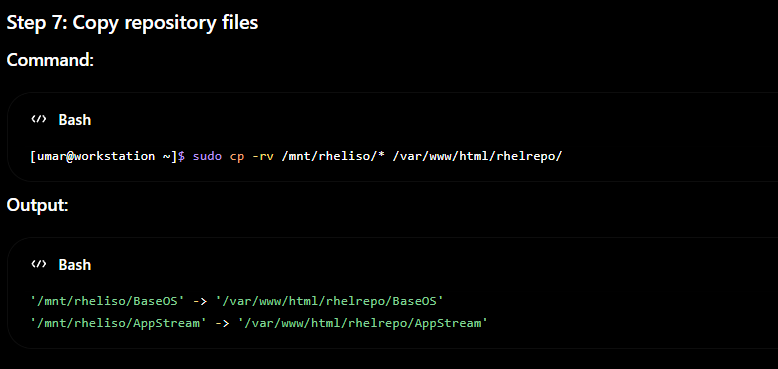 Step 7: Copy repository files
Command:
</> Bash
[umar@workstation ~]$ sudo cp -rv /mnt/rheliso/* /var/www/html/rhelrepo/
Output:
</> Bash
'/mnt/rheliso/BaseOS' -> '/var/www/html/rhelrepo/BaseOS'
'/mnt/rheliso/AppStream' -> '/var/www/html/rhelrepo/AppStream'